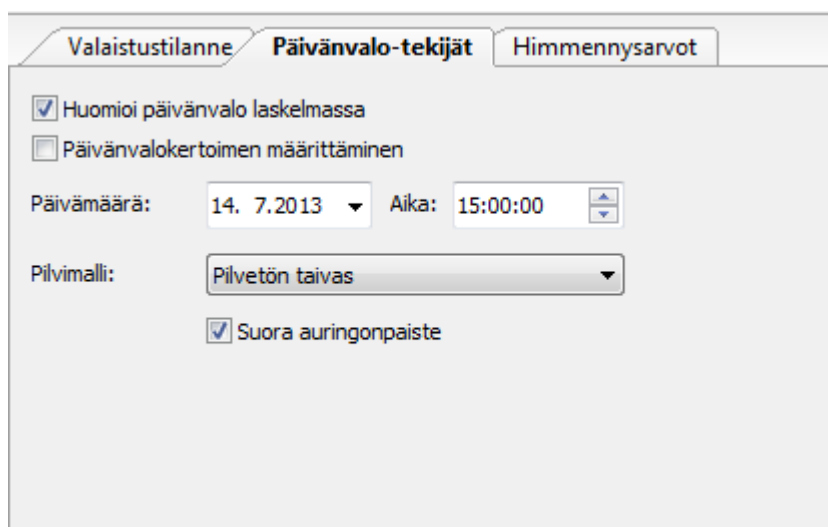 Valaistustilanne Päivänvalo-tekijät Himmennysarvot
Huomioi päivänvalo laskelmassa
Päivänvalokertoimen määrittäminen
Päivämäärä: 14. 7.2013 Aika: 15:00:00
Pilvimalli: Pilvetön taivas
Suora auringonpaiste